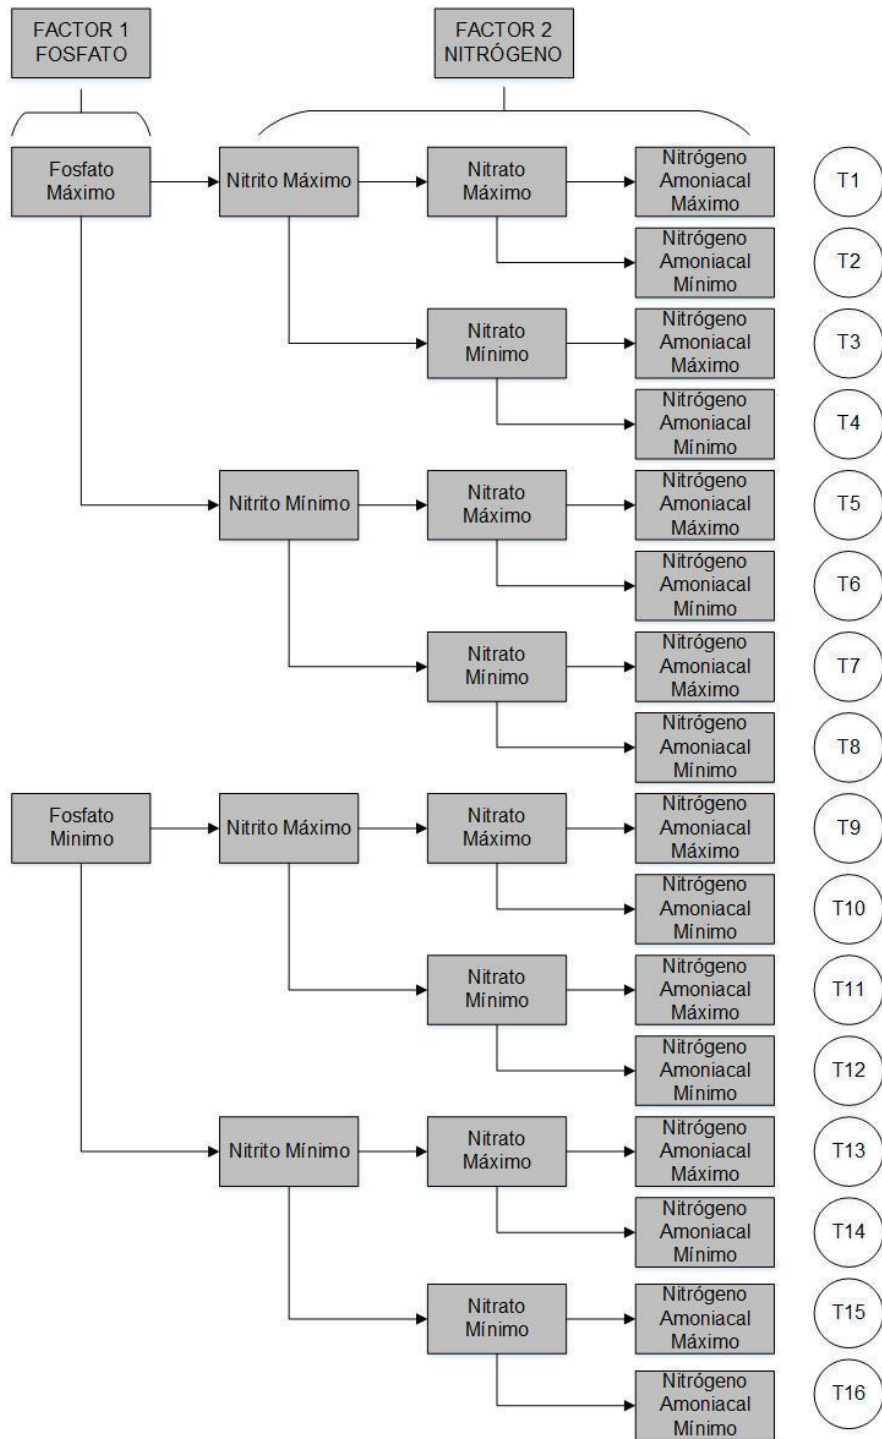 FACTOR 1
FOSFATO
FACTOR 2
NITRÓGENO
Fosfato
Máximo
Nitrito Máximo
Nitrato
Máximo
Nitrógeno
Amoniacal
Máximo
T1
Nitrógeno
Amoniacal
Mínimo
T2
Nitrato
Mínimo
Nitrógeno
Amoniacal
Máximo
T3
Nitrógeno
Amoniacal
Mínimo
T4
Nitrito Mínimo
Nitrato
Máximo
Nitrógeno
Amoniacal
Máximo
T5
Nitrógeno
Amoniacal
Mínimo
T6
Nitrato
Mínimo
Nitrógeno
Amoniacal
Máximo
T7
Nitrógeno
Amoniacal
Mínimo
T8
Fosfato
Minimo
Nitrito Máximo
Nitrato
Máximo
Nitrógeno
Amoniacal
Máximo
T9
Nitrógeno
Amoniacal
Mínimo
T10
Nitrato
Mínimo
Nitrógeno
Amoniacal
Máximo
T11
Nitrógeno
Amoniacal
Mínimo
T12
Nitrito Mínimo
Nitrato
Máximo
Nitrógeno
Amoniacal
Máximo
T13
Nitrógeno
Amoniacal
Mínimo
T14
Nitrato
Mínimo
Nitrógeno
Amoniacal
Máximo
T15
Nitrógeno
Amoniacal
Mínimo
T16